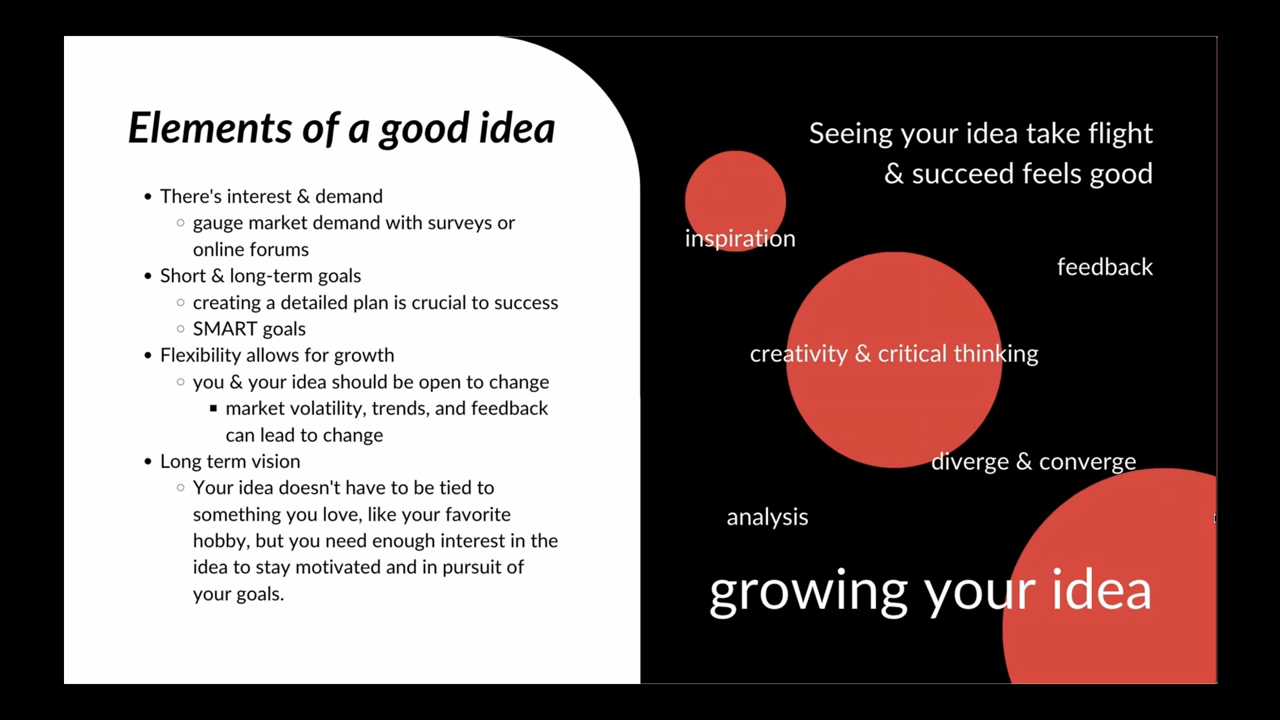 Elements of a good idea
• There's interest & demand
○ gauge market demand with surveys or
online forums
• Short & long-term goals
○ creating a detailed plan is crucial to success
○ SMART goals
• Flexibility allows for growth
○ you & your idea should be open to change
■ market volatility, trends, and feedback
can lead to change
• Long term vision
○ Your idea doesn't have to be tied to
something you love, like your favorite
hobby, but you need enough interest in the
idea to stay motivated and in pursuit of
your goals.
Seeing your idea take flight
& succeed feels good
inspiration
feedback
creativity & critical thinking
diverge & converge
analysis
growing your idea